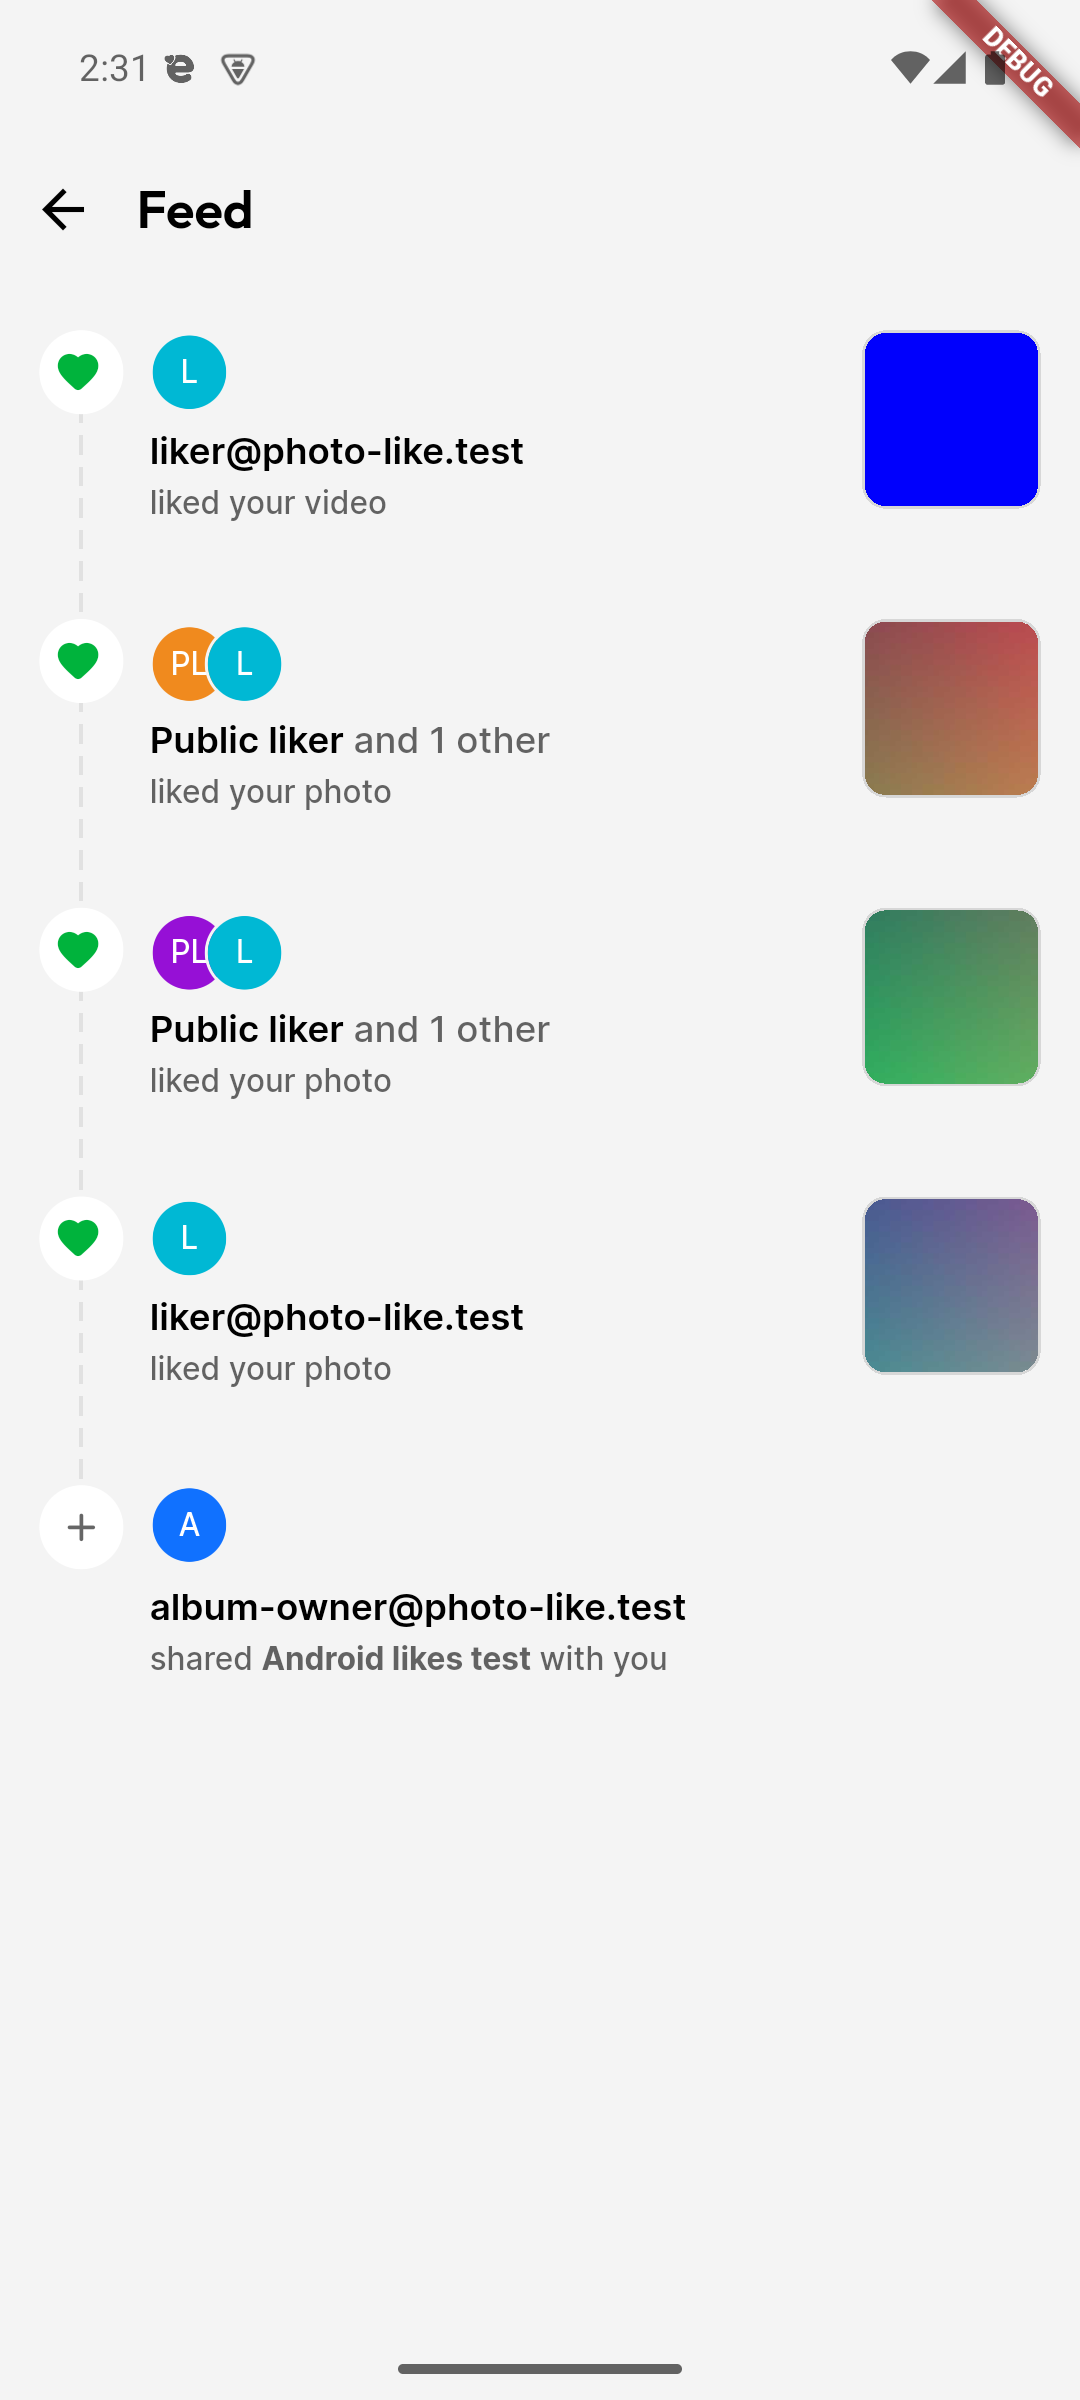 2:31
DEBUG
Feed
L
liker@photo-like.test
liked your video
PL L
Public liker and 1 other
liked your photo
PL L
Public liker and 1 other
liked your photo
L
liker@photo-like.test
liked your photo
A
album-owner@photo-like.test
shared Android likes test with you